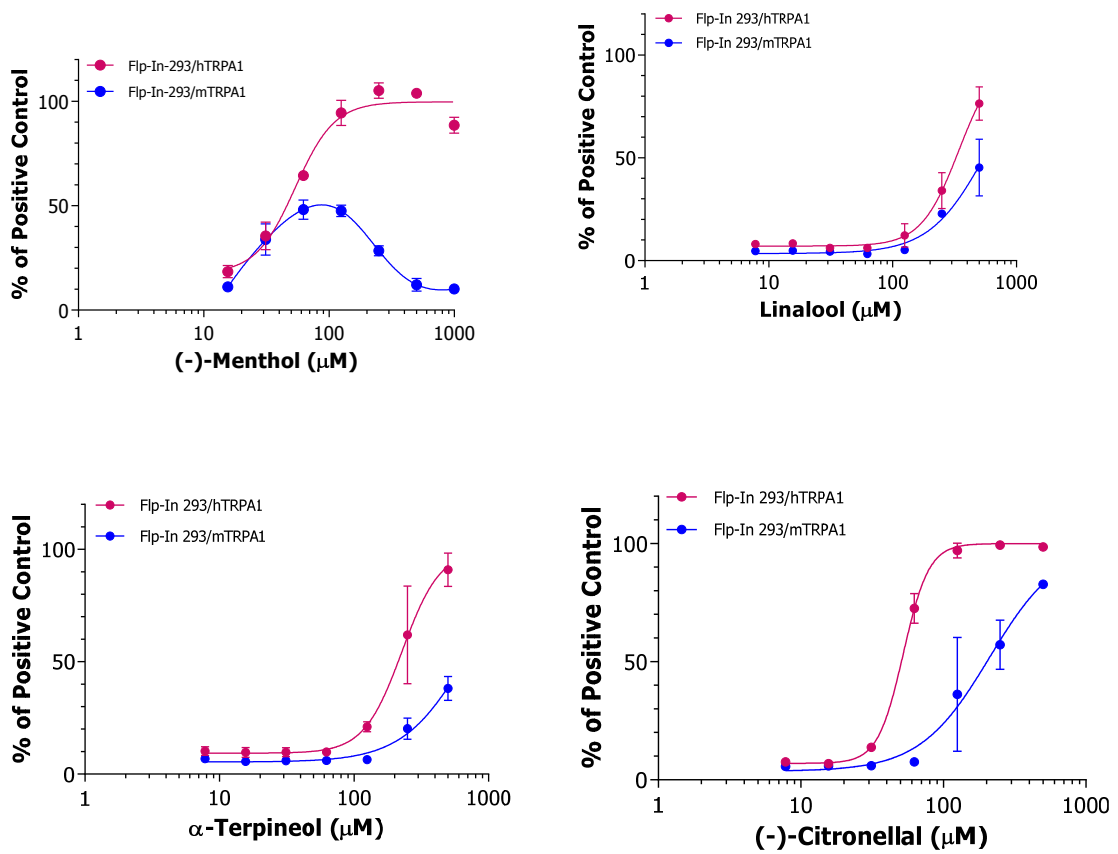 Flp-In-293/hTRPA1
Flp-In-293/mTRPA1
% of Positive Control
100
50
0
1
10
100
1000
(-)-Menthol (μM)
Flp-In 293/hTRPA1
Flp-In 293/mTRPA1
% of Positive Control
100
50
0
1
10
100
1000
Linalool (μM)
Flp-In 293/hTRPA1
Flp-In 293/mTRPA1
% of Positive Control
100
50
0
1
10
100
1000
α-Terpineol (μM)
Flp-In 293/hTRPA1
Flp-In 293/mTRPA1
% of Positive Control
100
50
0
1
10
100
1000
(-)-Citronellal (μM)